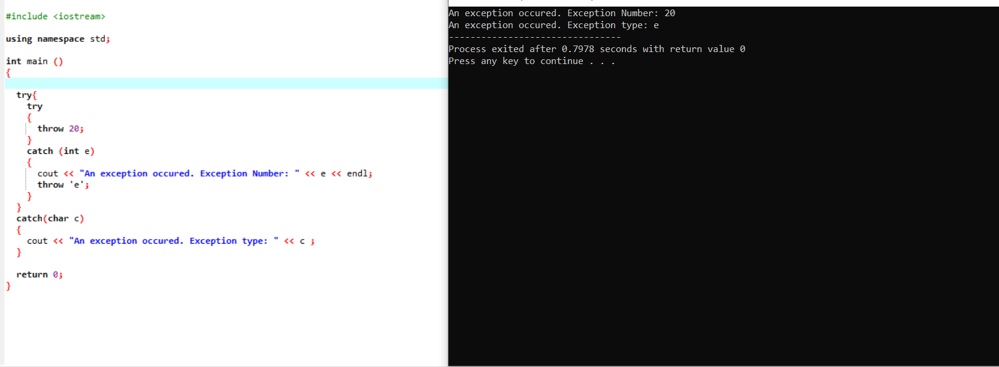 #include <iostream>
using namespace std;
int main ()
{
try{
try
{
throw 20;
}
catch (int e)
{
cout << "An exception occured. Exception Number: " << e << endl;
throw 'e';
}
}
catch(char c)
{
cout << "An exception occured. Exception type: " << c ;
}
return 0;
}
An exception occured. Exception Number: 20
An exception occured. Exception type: e
--------------------------------
Process exited after 0.7978 seconds with return value 0
Press any key to continue . . .